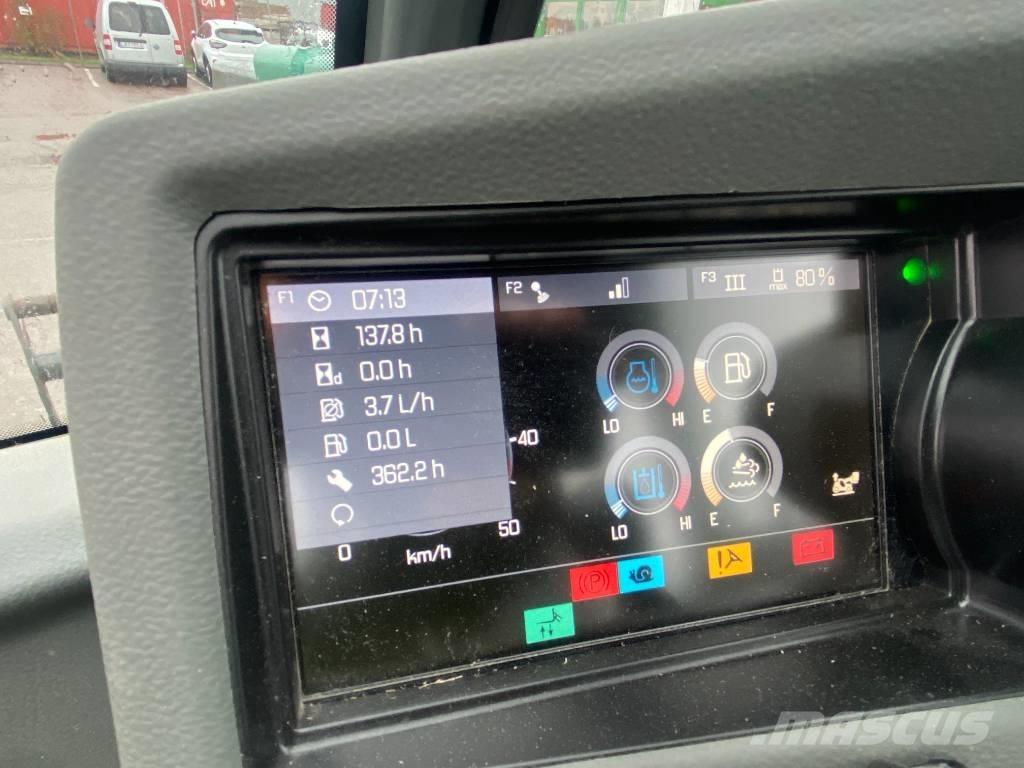 F1 07:13
F2
F3 III max 80%
137.8 h
d 0.0 h
3.7 L/h
0.0 L
362.2 h
0 km/h 40 50
LO HI E F
LO HI E F
P
!
MASCUS